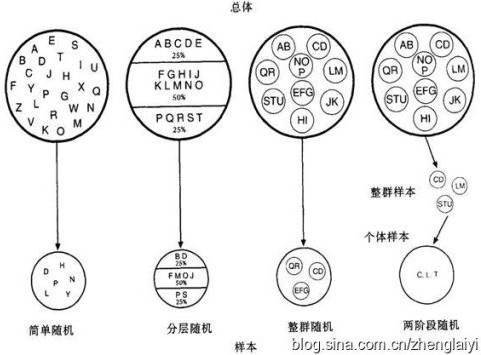 总体
A E S
B D T I U
C J H
F Y P G X Q
Z L R W N
V K O M
ABCDE
25%
FGHIJ
KLMNO
50%
PQRST
25%
AB CD
QR NO
P LM
STU EFG JK
HI
AB CD
QR NO
P LM
STU EFG JK
HI
整群样本
CD LM
STU
个体样本
D H
P N
L Y
BD
25%
FMOJ
50%
PS
25%
QR CD
EFG
C. L. T
简单随机
分层随机
整群随机
两阶段随机
样本
blog.sina.com.cn/zhenglaiyi